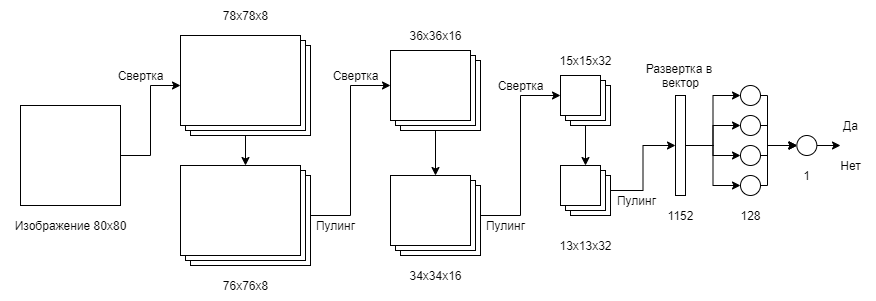 78x78x8
36x36x16
15x15x32
Свертка
Свертка
Свертка
Развертка в
вектор
Да
Нет
1
Изображение 80x80
Пулинг
Пулинг
Пулинг
1152
128
76x76x8
34x34x16
13x13x32